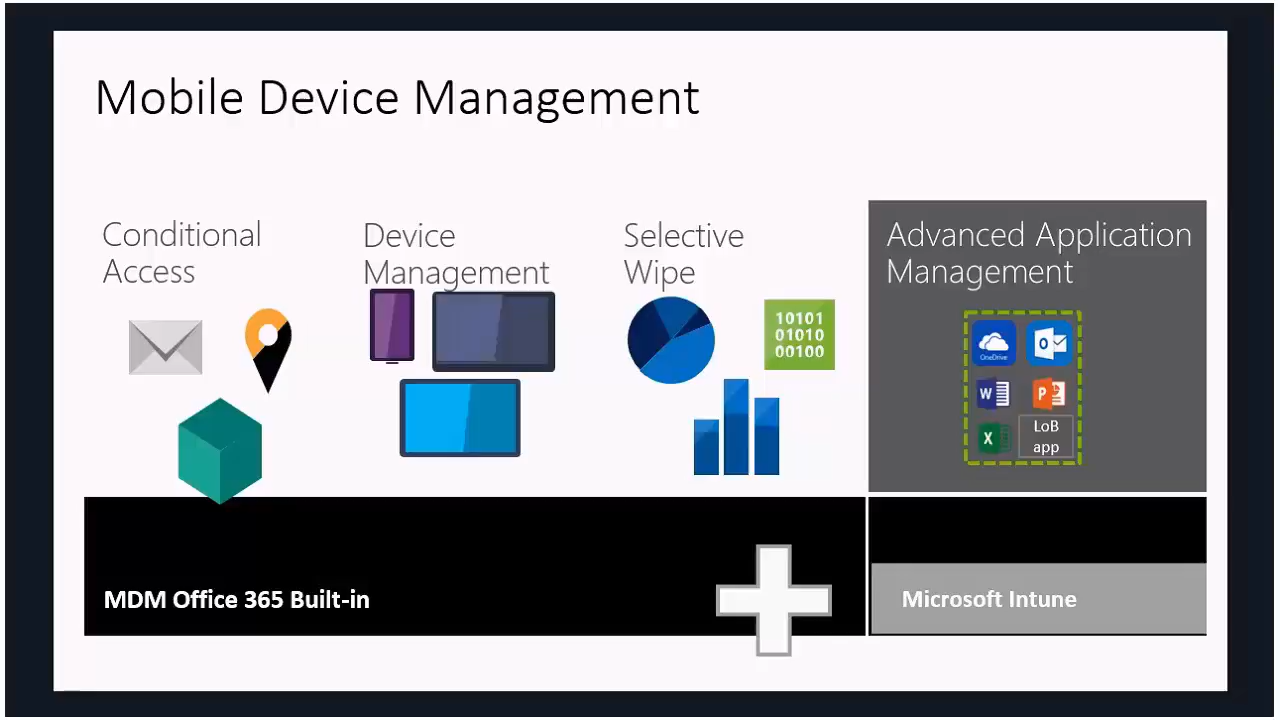 Mobile Device Management
Conditional
Access
Device
Management
Selective
Wipe
10101
01010
00100
Advanced Application
Management
OneDrive
O
W
P
X
LoB
app
MDM Office 365 Built-in
Microsoft Intune